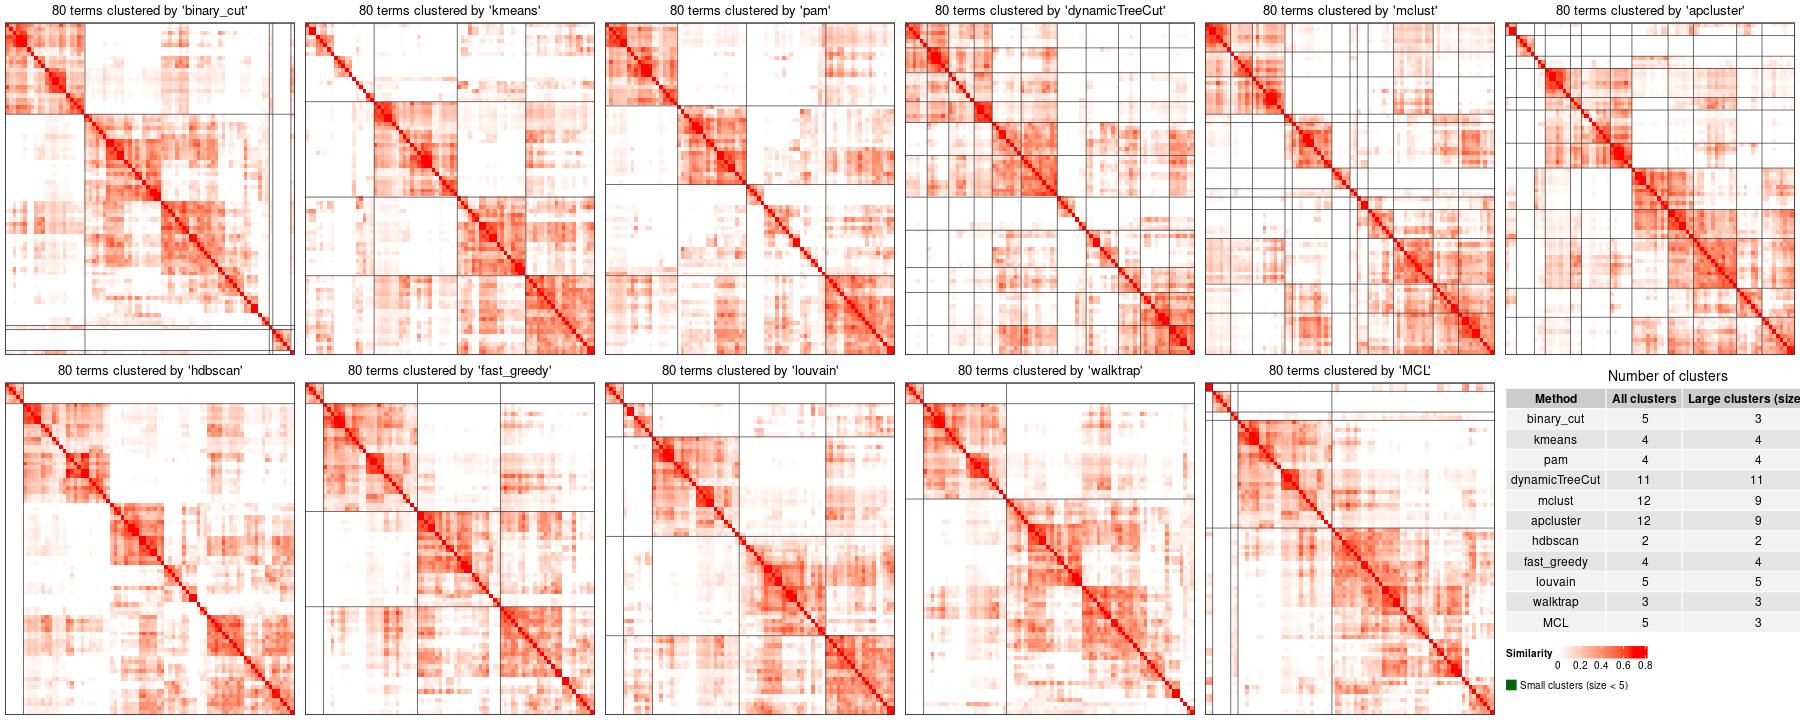 80 terms clustered by 'binary_cut'
80 terms clustered by 'kmeans'
80 terms clustered by 'pam'
80 terms clustered by 'dynamicTreeCut'
80 terms clustered by 'mclust'
80 terms clustered by 'apcluster'
80 terms clustered by 'hdbscan'
80 terms clustered by 'fast_greedy'
80 terms clustered by 'louvain'
80 terms clustered by 'walktrap'
80 terms clustered by 'MCL'
Number of clusters
Method All clusters Large clusters (size
binary_cut 5 3
kmeans 4 4
pam 4 4
dynamicTreeCut 11 11
mclust 12 9
apcluster 12 9
hdbscan 2 2
fast_greedy 4 4
louvain 5 5
walktrap 3 3
MCL 5 3
Similarity
0 0.2 0.4 0.6 0.8
Small clusters (size < 5)